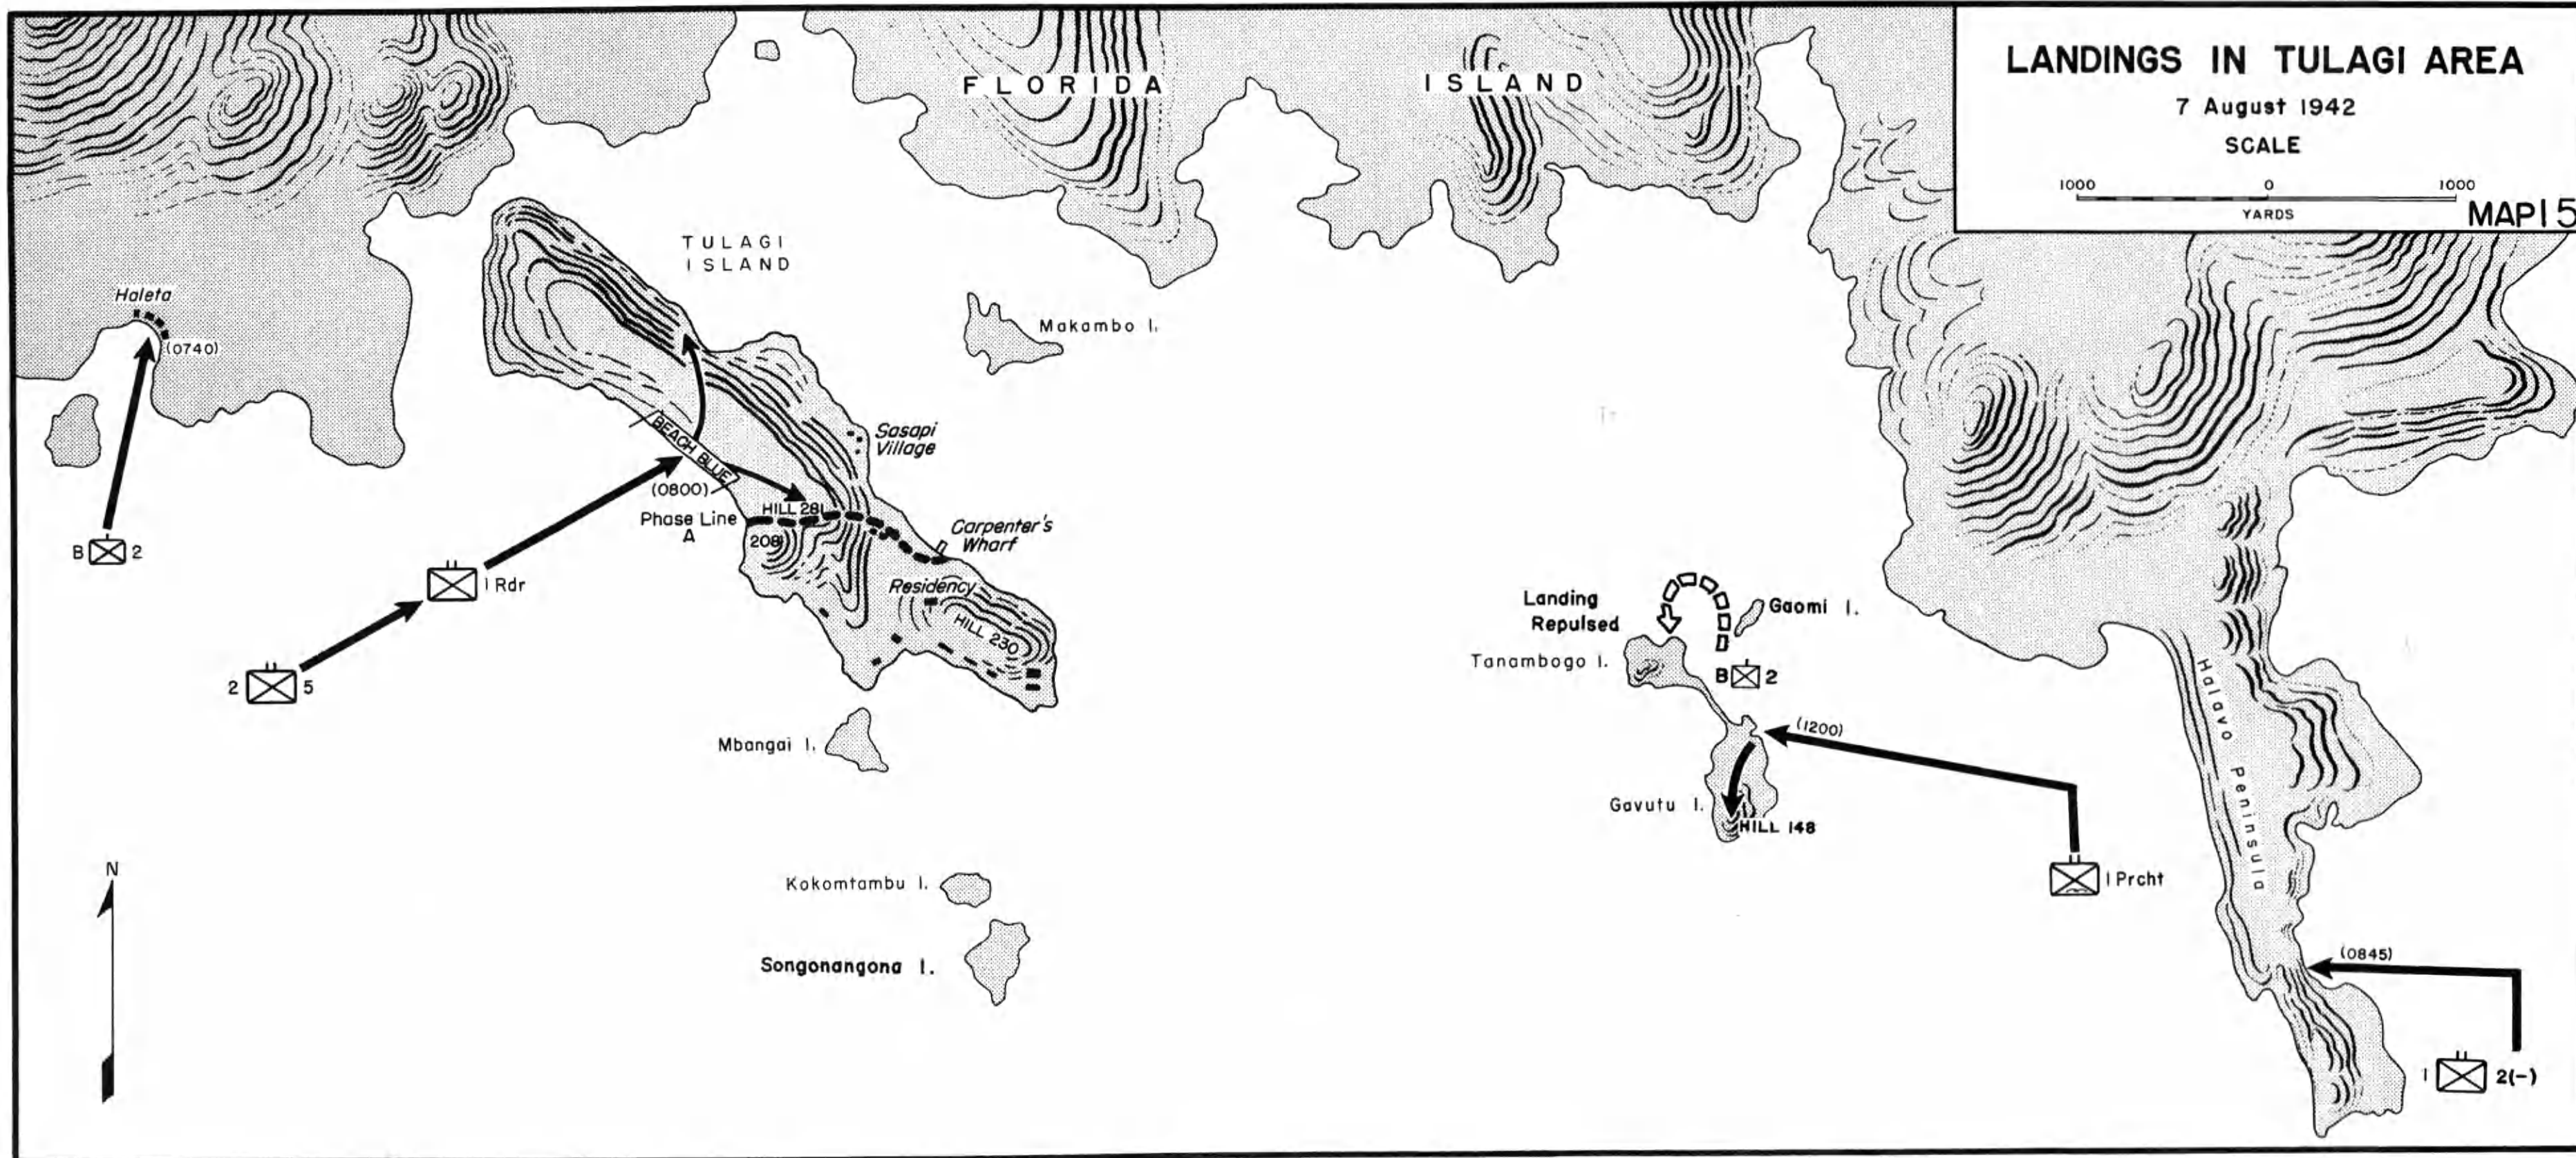 LANDINGS IN TULAGI AREA
7 August 1942
SCALE
1000 0 1000
YARDS
MAP 15
FLORIDA ISLAND
TULAGI
ISLAND
Haleta
(0740)
B 2
Makambo I.
BEACH BLUE
(0800)
Sasapi
Village
Phase Line
A
HILL 281
208
Carpenter's
Wharf
Residency
HILL 230
1 Rdr
2 5
Mbangai I.
Kokomtambu I.
Songonangona I.
N
Landing
Repulsed
Gaomi I.
Tanambogo I.
B 2
(1200)
Gavutu I.
HILL 148
1 Prcht
Halavo Peninsula
(0845)
1 2(-)